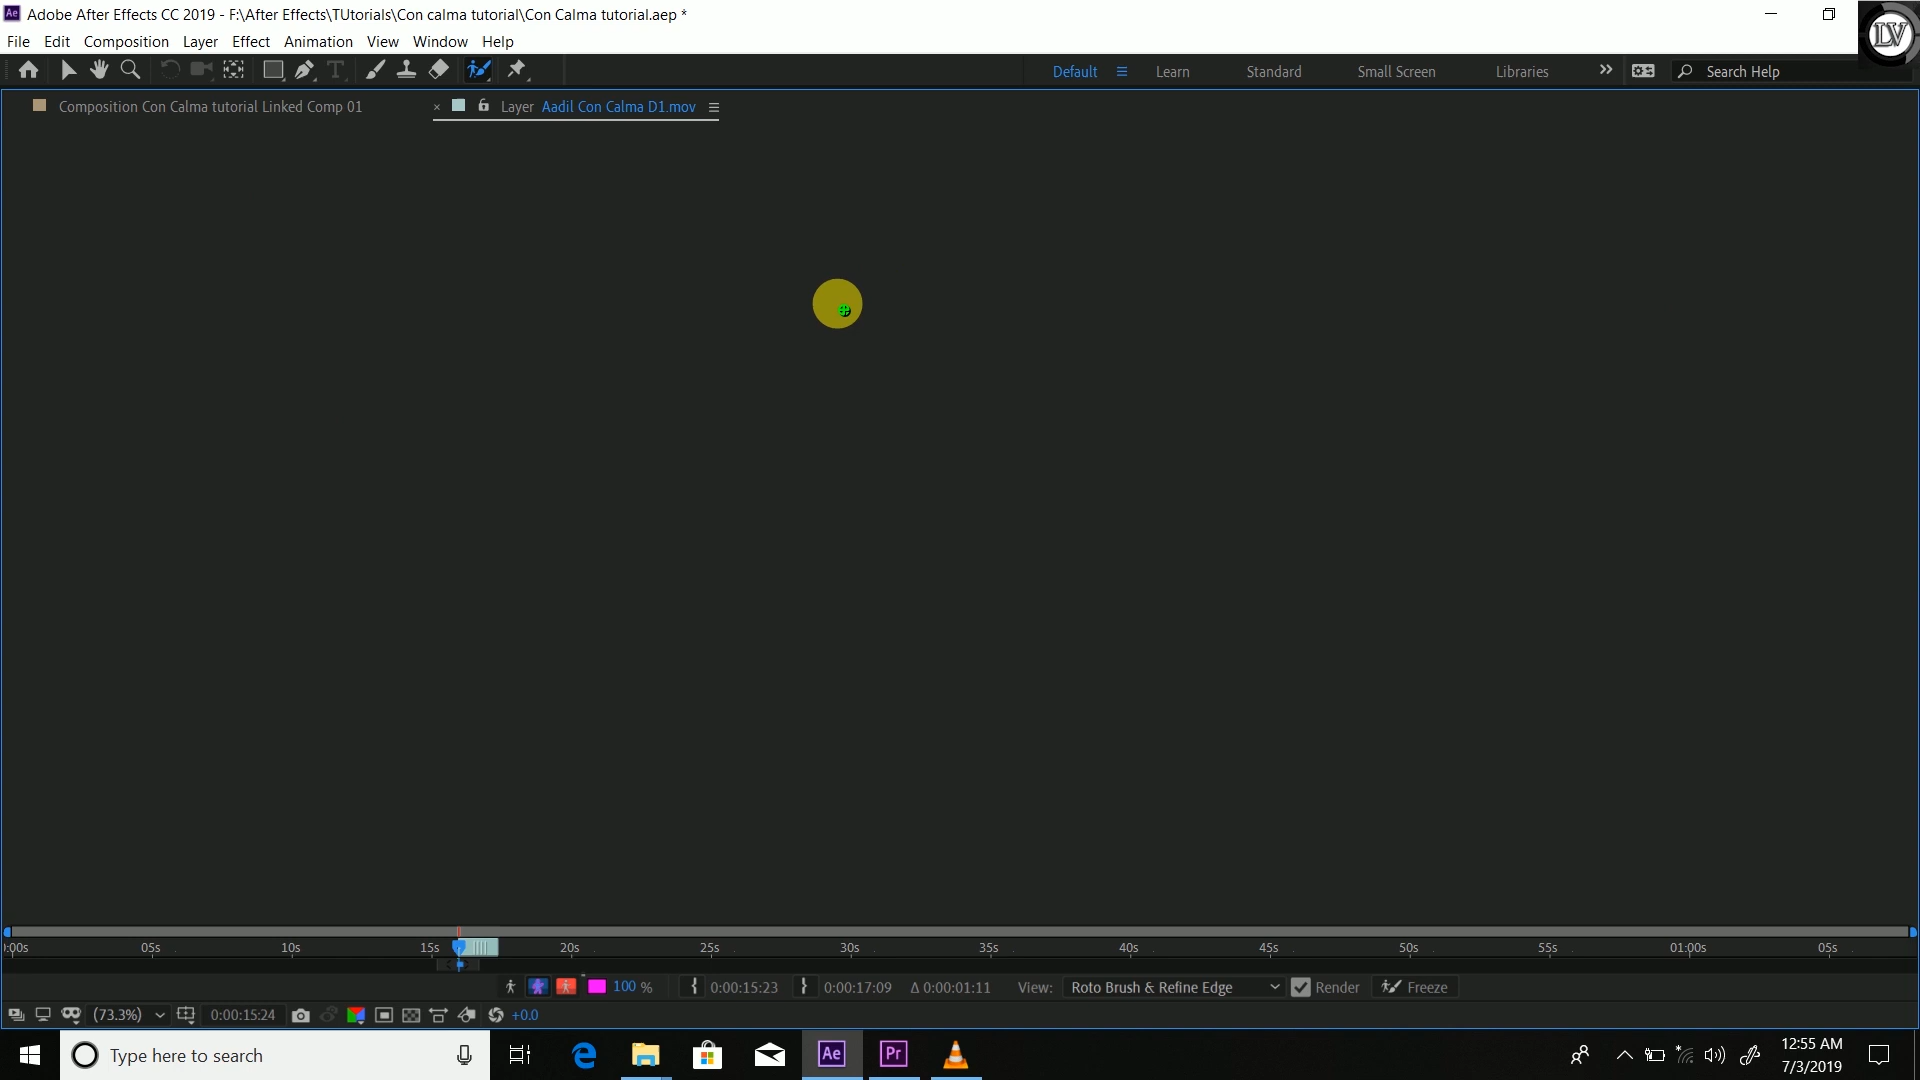 Adobe After Effects CC 2019 - F:\After Effects\TUtorials\Con calma tutorial\Con Calma tutorial.aep *
LV
File Edit Composition Layer Effect Animation View Window Help
Default Learn Standard Small Screen Libraries Search Help
Composition Con Calma tutorial Linked Comp 01 Layer Aadil Con Calma D1.mov
:00s 05s 10s 15s 20s 25s 30s 35s 40s 45s 50s 55s 01:00s 05s
100 % 0:00:15:23 0:00:17:09 Δ 0:00:01:11 View: Roto Brush & Refine Edge Render Freeze
(73.3%) 0:00:15:24 +0.0
Type here to search Ae Pr 12:55 AM
7/3/2019